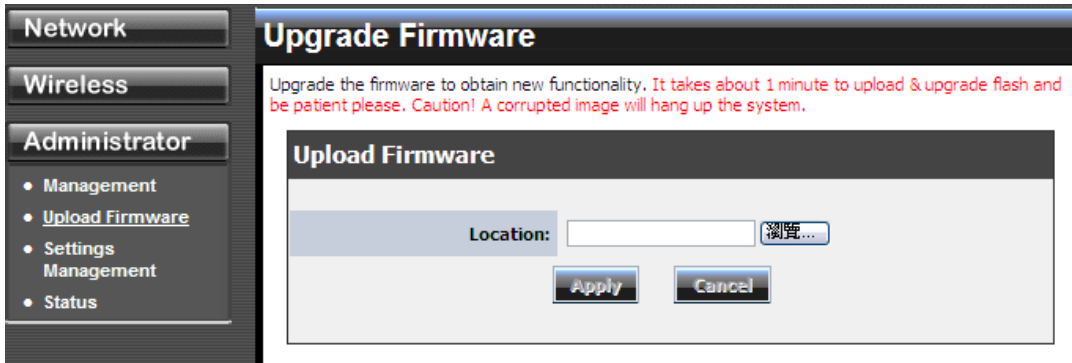 Network
Wireless
Administrator
Management
Upload Firmware
Settings
Management
Status
Upgrade Firmware
Upgrade the firmware to obtain new functionality. It takes about 1 minute to upload & upgrade flash and
be patient please. Caution! A corrupted image will hang up the system.
Upload Firmware
Location:
瀏覽...
Apply Cancel